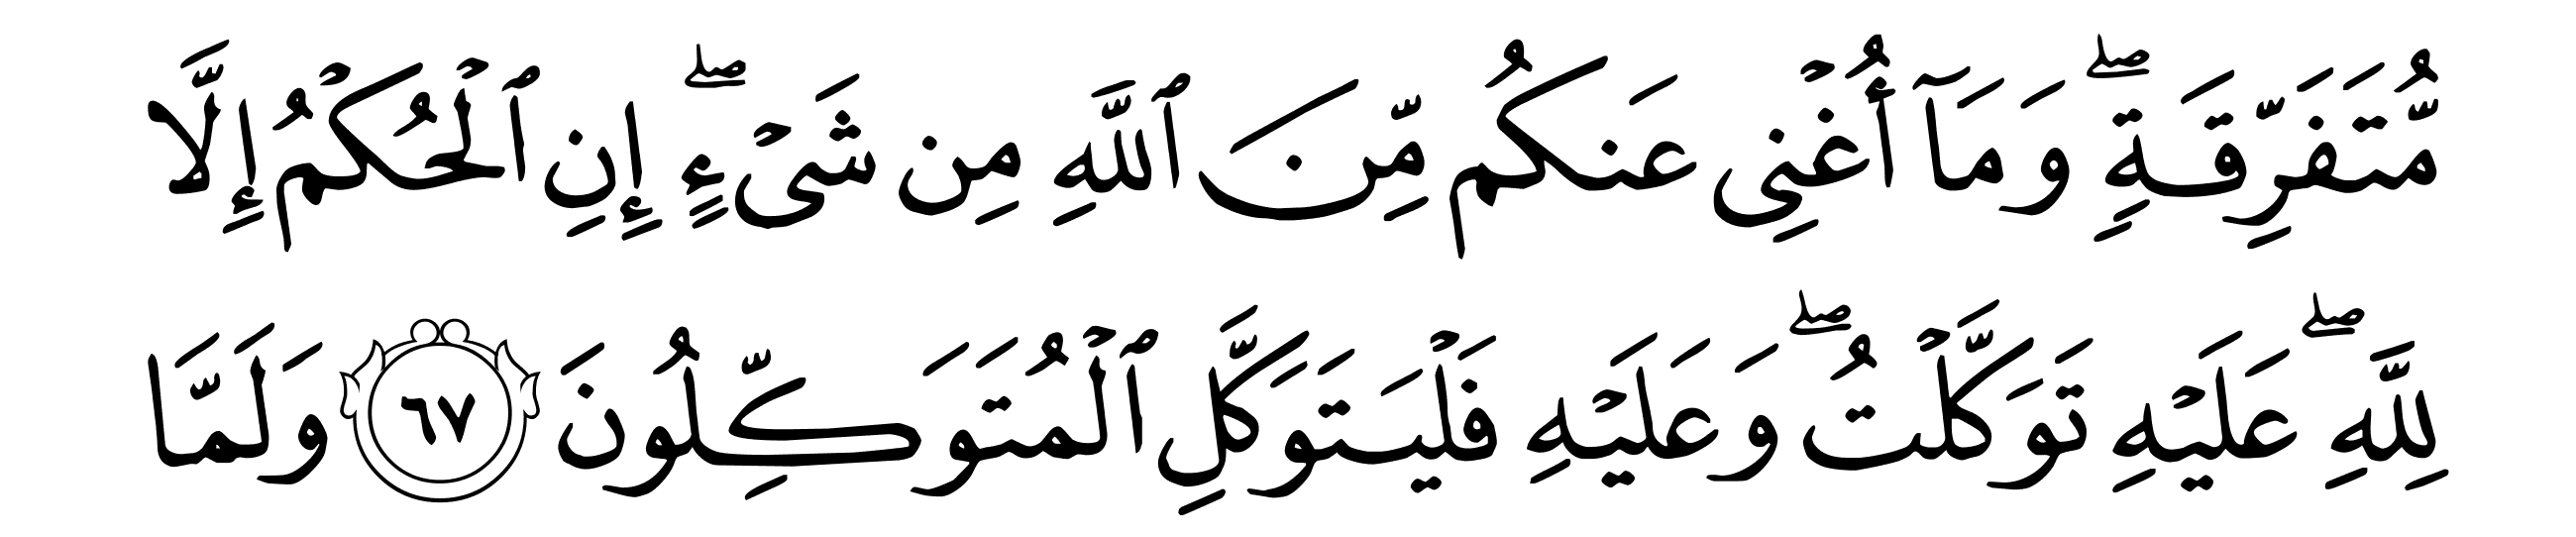 مُّتَفَرِّقَةٍۖ وَمَآ أُغْنِى عَنكُم مِّنَ ٱللَّهِ مِن شَىْءٍۖ إِنِ ٱلْحُكْمُ إِلَّا
لِلَّهِۖ عَلَيْهِ تَوَكَّلْتُۖ وَعَلَيْهِ فَلْيَتَوَكَّلِ ٱلْمُتَوَكِّلُونَ ٦٧ وَلَمَّا